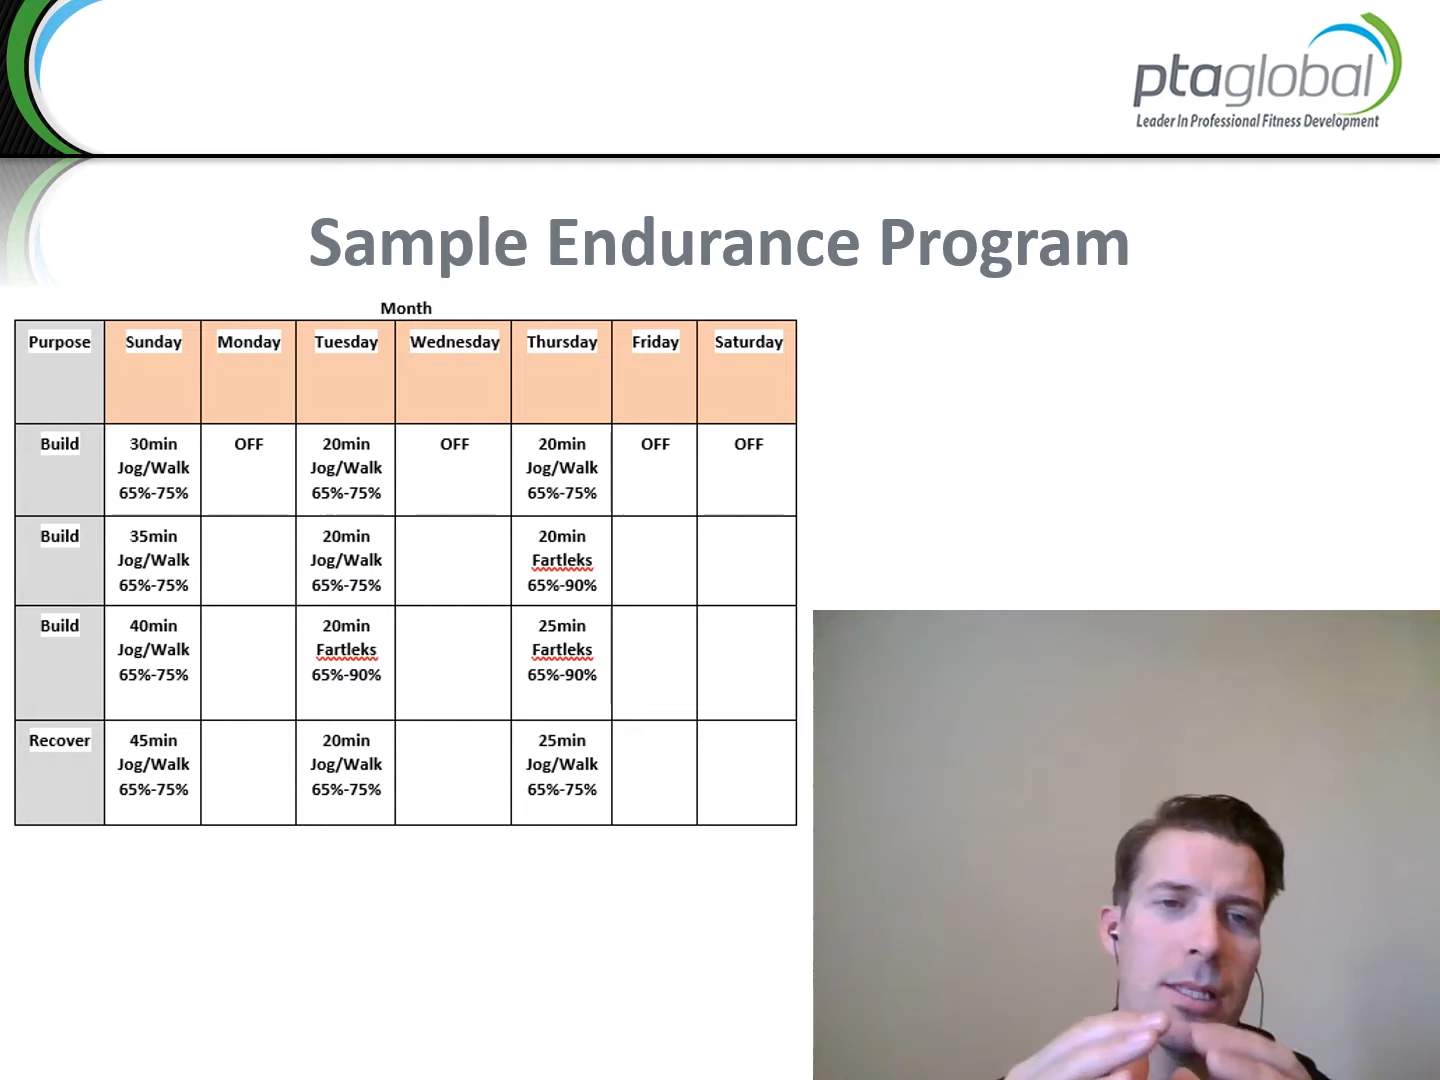 ptaglobal
Leader In Professional Fitness Development
Sample Endurance Program
Month
Purpose Sunday Monday Tuesday Wednesday Thursday Friday Saturday
Build 30min OFF 20min OFF 20min OFF OFF
Jog/Walk Jog/Walk Jog/Walk
65%-75% 65%-75% 65%-75%
Build 35min 20min 20min
Jog/Walk Jog/Walk Fartleks
65%-75% 65%-75% 65%-90%
Build 40min 20min 25min
Jog/Walk Fartleks Fartleks
65%-75% 65%-90% 65%-90%
Recover 45min 20min 25min
Jog/Walk Jog/Walk Jog/Walk
65%-75% 65%-75% 65%-75%